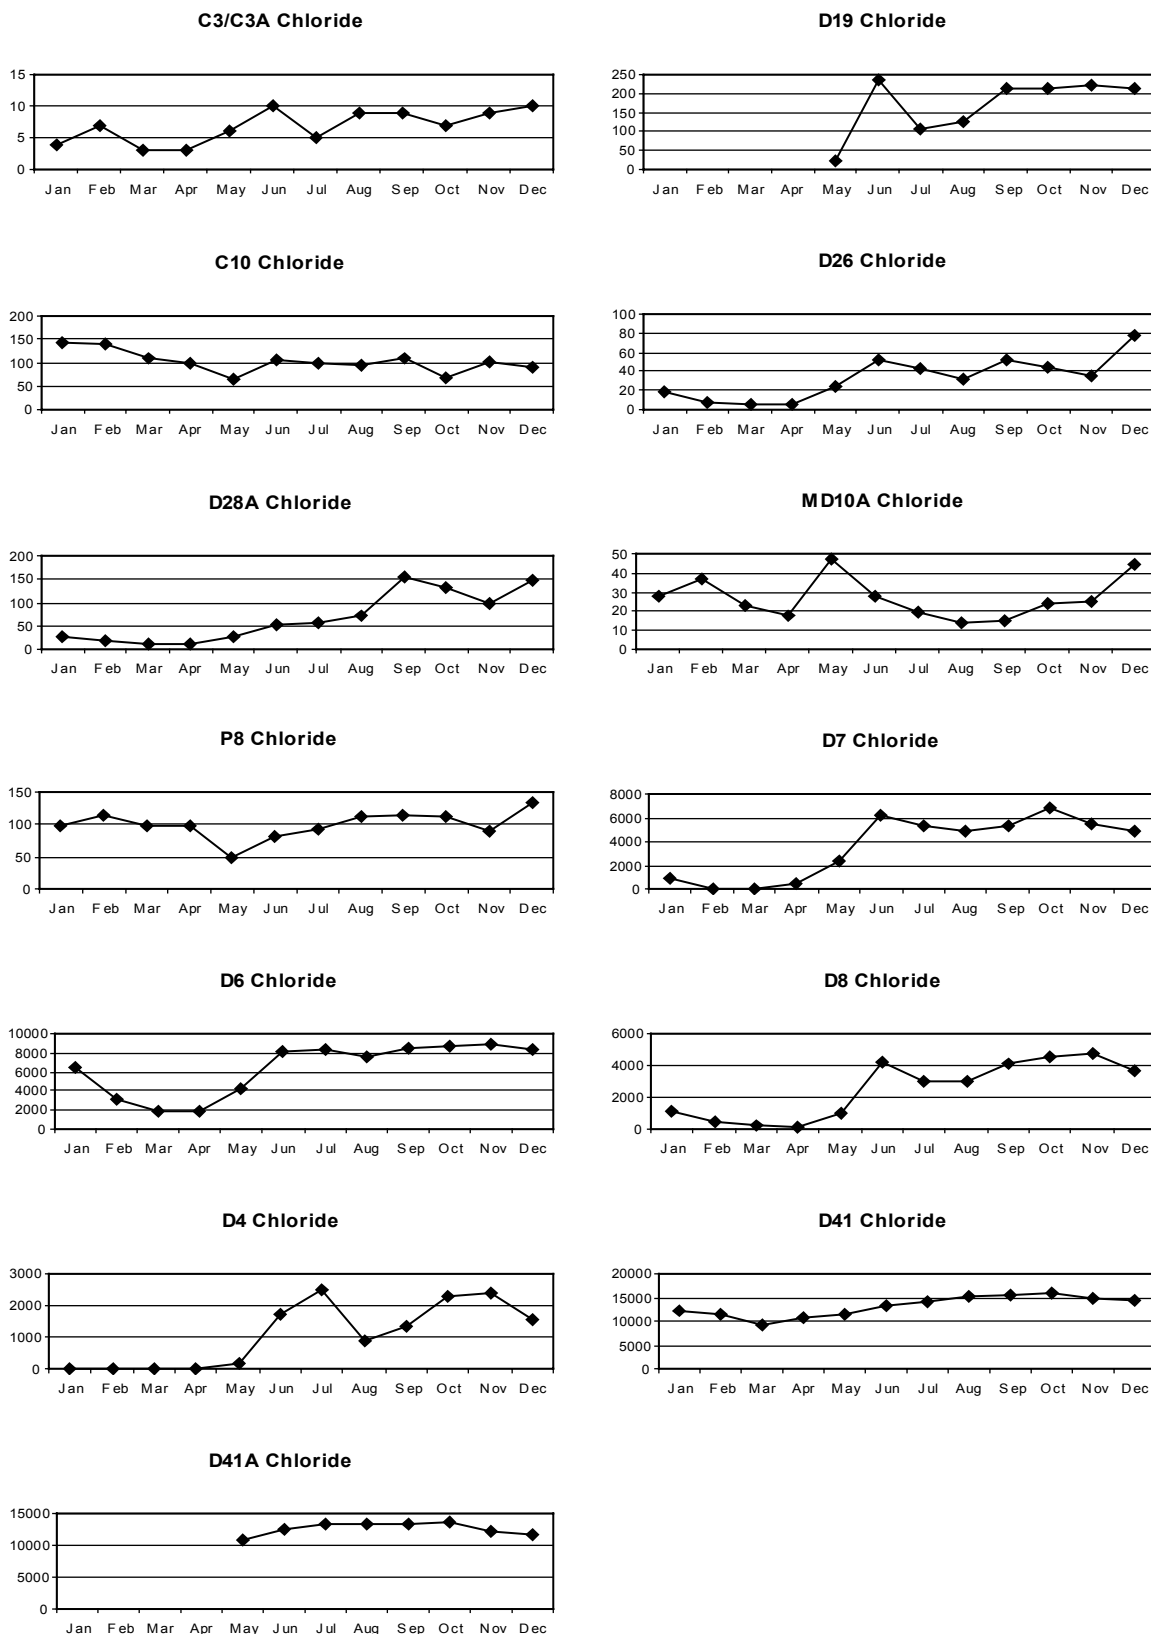 C3/C3A Chloride
15
10
5
0
Jan Feb Mar Apr May Jun Jul Aug Sep Oct Nov Dec
D19 Chloride
250
200
150
100
50
0
Jan Feb Mar Apr May Jun Jul Aug Sep Oct Nov Dec
C10 Chloride
200
150
100
50
0
Jan Feb Mar Apr May Jun Jul Aug Sep Oct Nov Dec
D26 Chloride
100
80
60
40
20
0
Jan Feb Mar Apr May Jun Jul Aug Sep Oct Nov Dec
D28A Chloride
200
150
100
50
0
Jan Feb Mar Apr May Jun Jul Aug Sep Oct Nov Dec
MD10A Chloride
50
40
30
20
10
0
Jan Feb Mar Apr May Jun Jul Aug Sep Oct Nov Dec
P8 Chloride
150
100
50
0
Jan Feb Mar Apr May Jun Jul Aug Sep Oct Nov Dec
D7 Chloride
8000
6000
4000
2000
0
Jan Feb Mar Apr May Jun Jul Aug Sep Oct Nov Dec
D6 Chloride
10000
8000
6000
4000
2000
0
Jan Feb Mar Apr May Jun Jul Aug Sep Oct Nov Dec
D8 Chloride
6000
4000
2000
0
Jan Feb Mar Apr May Jun Jul Aug Sep Oct Nov Dec
D4 Chloride
3000
2000
1000
0
Jan Feb Mar Apr May Jun Jul Aug Sep Oct Nov Dec
D41 Chloride
20000
15000
10000
5000
0
Jan Feb Mar Apr May Jun Jul Aug Sep Oct Nov Dec
D41A Chloride
15000
10000
5000
0
Jan Feb Mar Apr May Jun Jul Aug Sep Oct Nov Dec